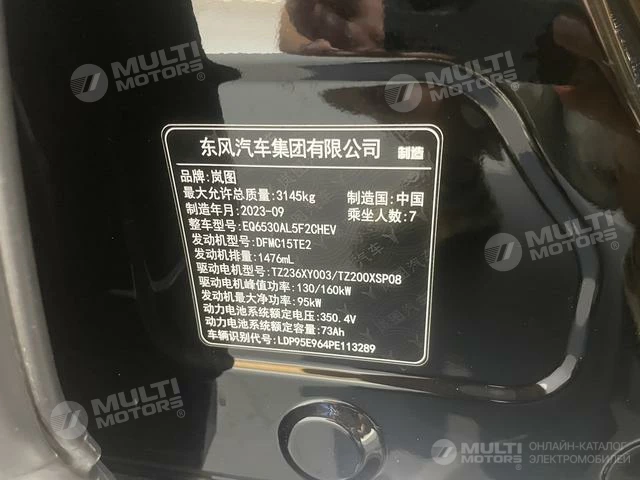 MULTI MOTORS®
MULTI MOTORS®
东风汽车集团有限公司 制造
品牌:岚图
最大允许总质量:3145kg 制造国:中国
制造年月:2023-09 乘坐人数:7
整车型号:EQ6530AL5F2CHEV
发动机型号:DFMC15TE2
发动机排量:1476mL
驱动电机型号:TZ236XY003/TZ200XSP08
驱动电机峰值功率:130/160kW
发动机最大净功率:95kW
动力电池系统额定电压:350.4V
动力电池系统额定容量:73Ah
车辆识别代号:LDP95E964PE113289
MULTI MOTORS®
MULTI MOTORS®
MULTI MOTORS®
ОНЛАЙН-КАТАЛОГ
ЭЛЕКТРОМОБИЛЕЙ